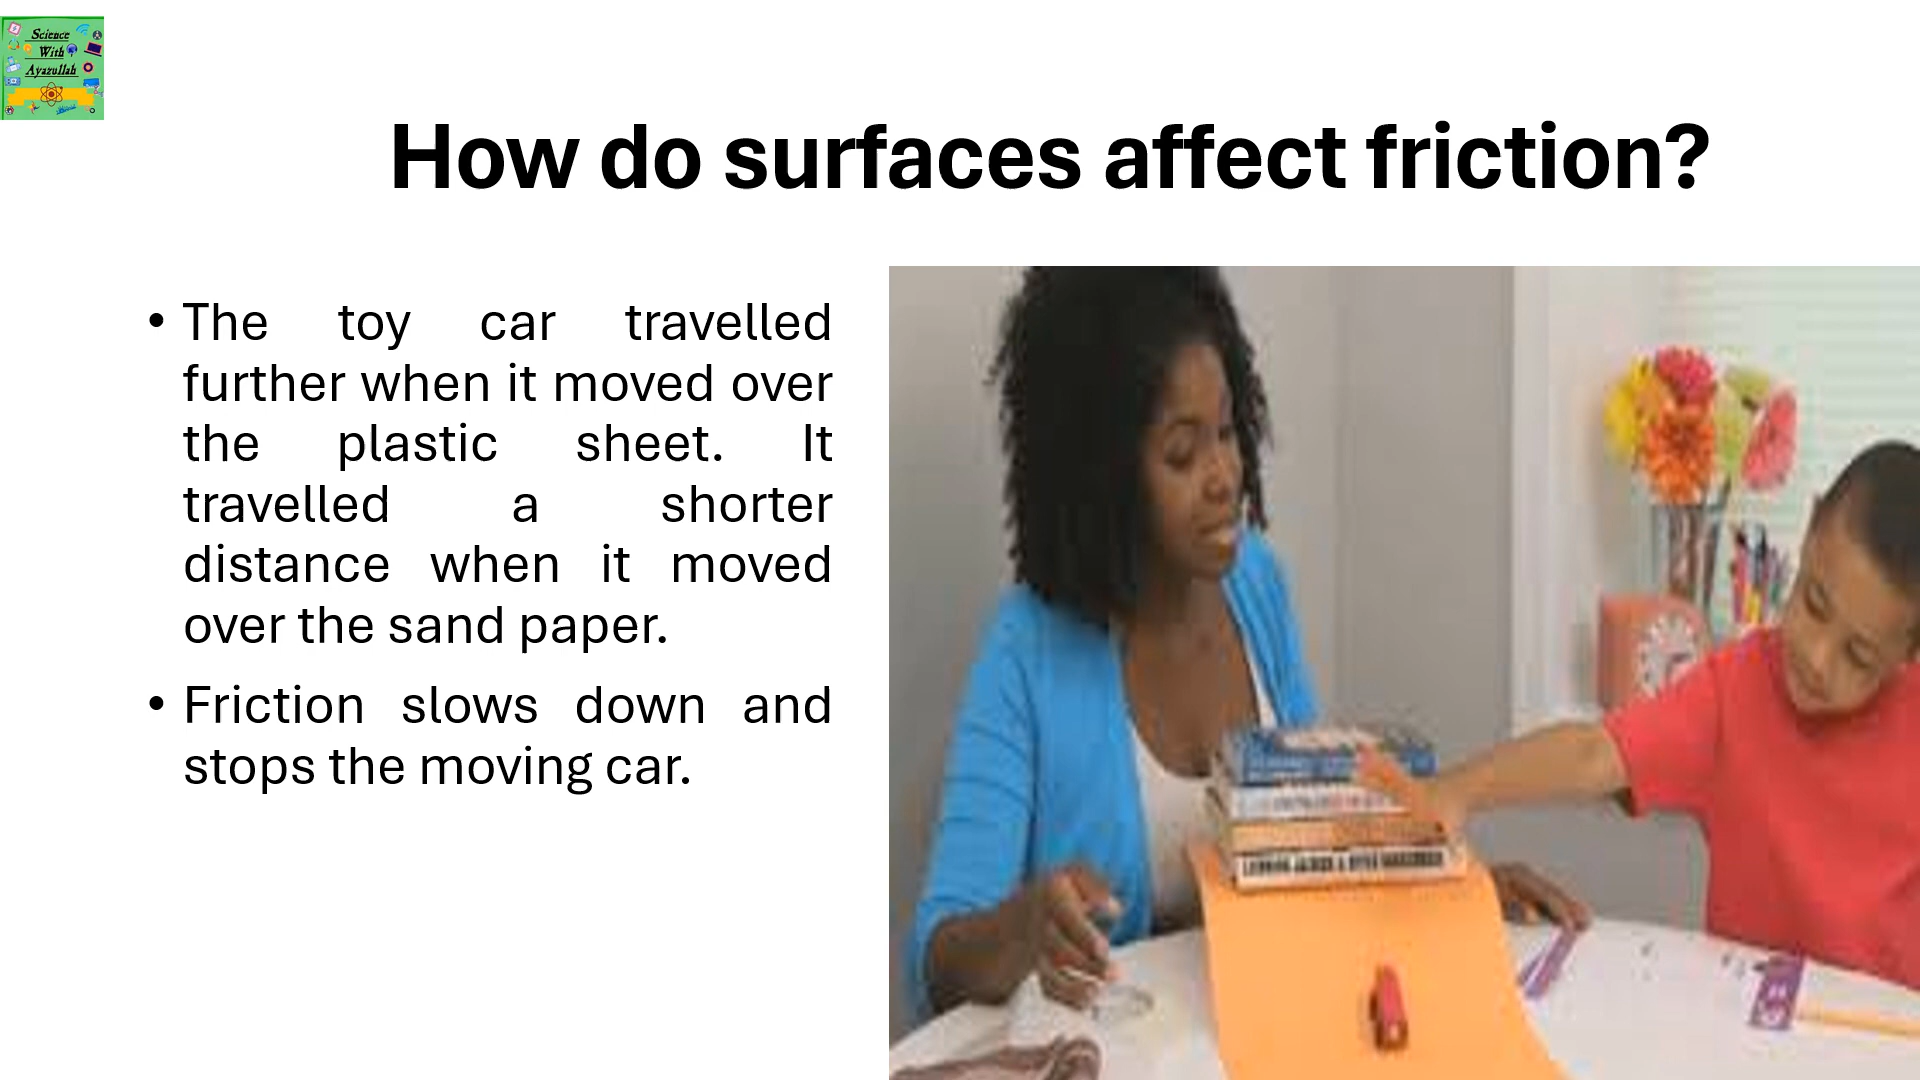 Science
With
Ayazullah
How do surfaces affect friction?
• The toy car travelled
further when it moved over
the plastic sheet. It
travelled a shorter
distance when it moved
over the sand paper.
• Friction slows down and
stops the moving car.